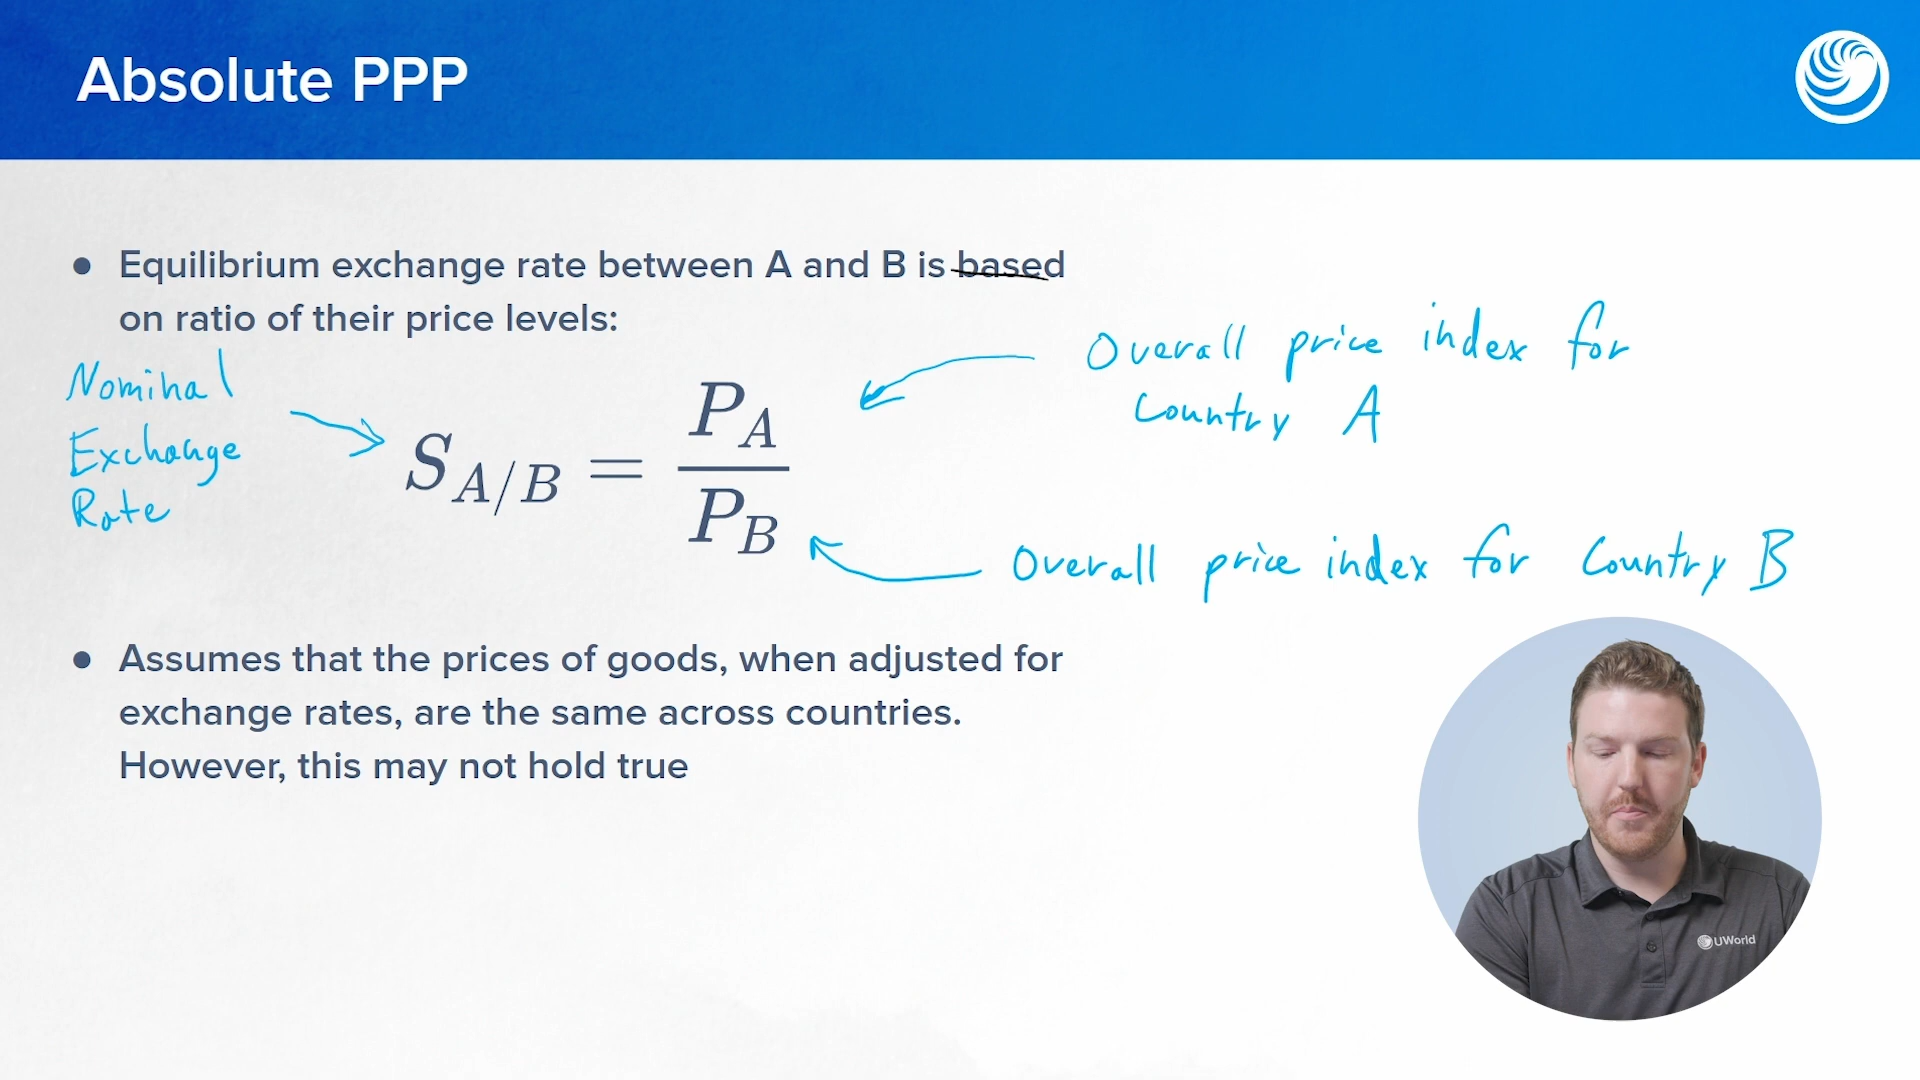 Absolute PPP
● Equilibrium exchange rate between A and B is based
on ratio of their price levels:
Nominal
Exchange
Rate
S_{A/B} = \frac{P_A}{P_B}
Overall price index for
Country A
Overall price index for Country B
● Assumes that the prices of goods, when adjusted for
exchange rates, are the same across countries.
However, this may not hold true
UWorld